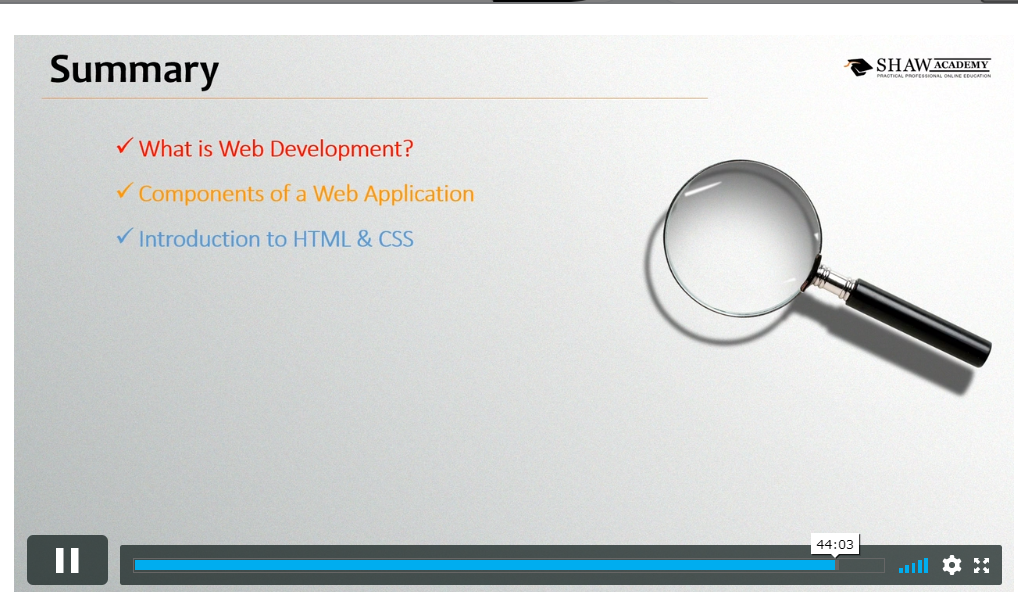 Summary
SHAW ACADEMY
PRACTICAL PROFESSIONAL ONLINE EDUCATION
✓ What is Web Development?
✓ Components of a Web Application
✓ Introduction to HTML & CSS
44:03